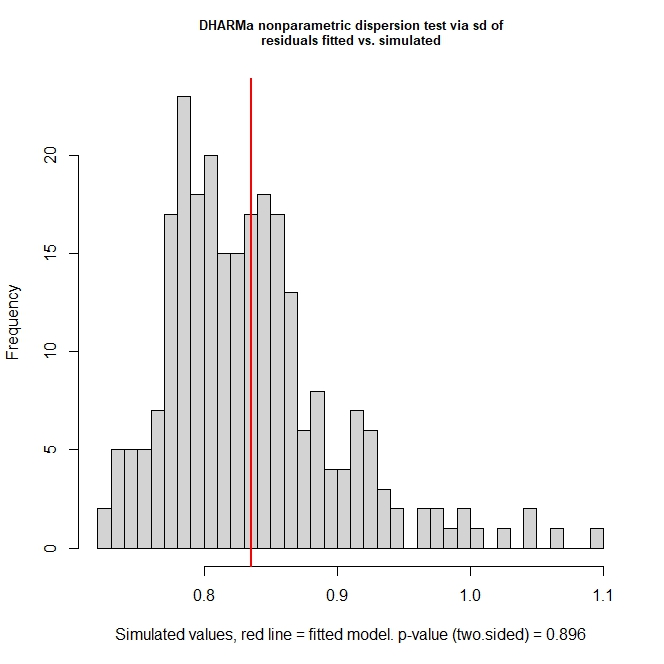 DHARMa nonparametric dispersion test via sd of
residuals fitted vs. simulated
Frequency
20
15
10
5
0
0.8 0.9 1.0 1.1
Simulated values, red line = fitted model. p-value (two.sided) = 0.896